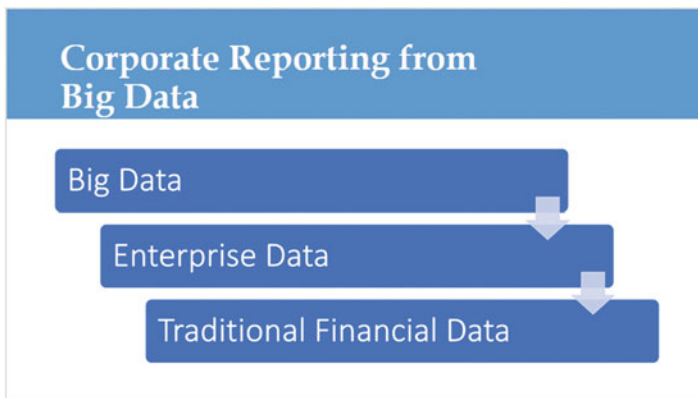 Corporate Reporting from
Big Data
Big Data
Enterprise Data
Traditional Financial Data